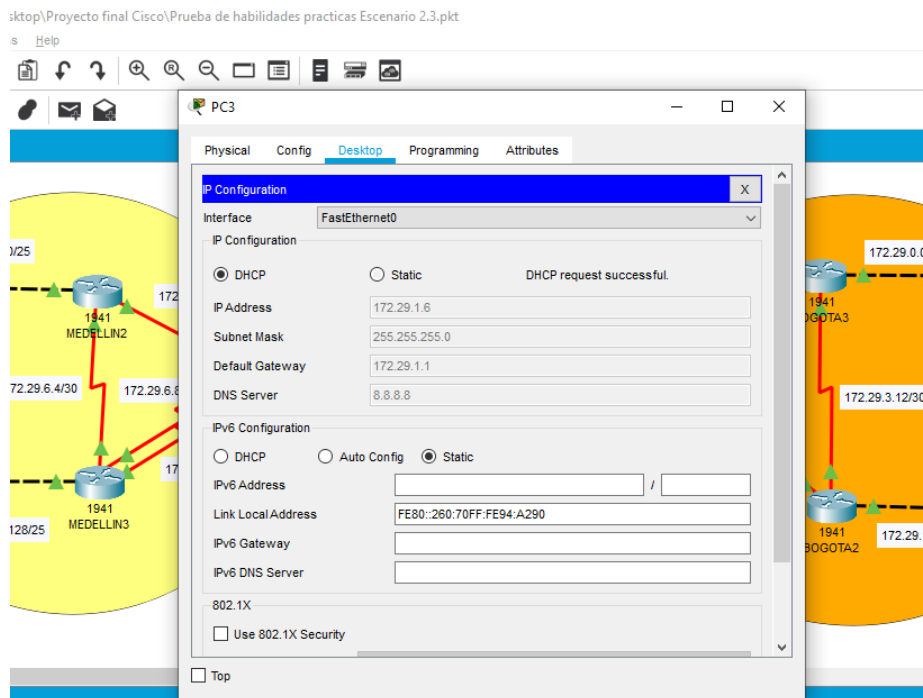 sktop\Proyecto final Cisco\Prueba de habilidades practicas Escenario 2.3.pkt
s Help
PC3
Physical Config Desktop Programming Attributes
IP Configuration X
Interface FastEthernet0
IP Configuration
DHCP Static DHCP request successful.
IP Address 172.29.1.6
Subnet Mask 255.255.255.0
Default Gateway 172.29.1.1
DNS Server 8.8.8.8
IPv6 Configuration
DHCP Auto Config Static
IPv6 Address /
Link Local Address FE80::260:70FF:FE94:A290
IPv6 Gateway
IPv6 DNS Server
802.1X
Use 802.1X Security
Top
0/25
172
1941
MEDELLIN2
72.29.6.4/30
172.29.6.8
17
1941
MEDELLIN3
128/25
172.29.0.0
1941
OGOTA3
172.29.3.12/30
1941
BOGOTA2
172.29.